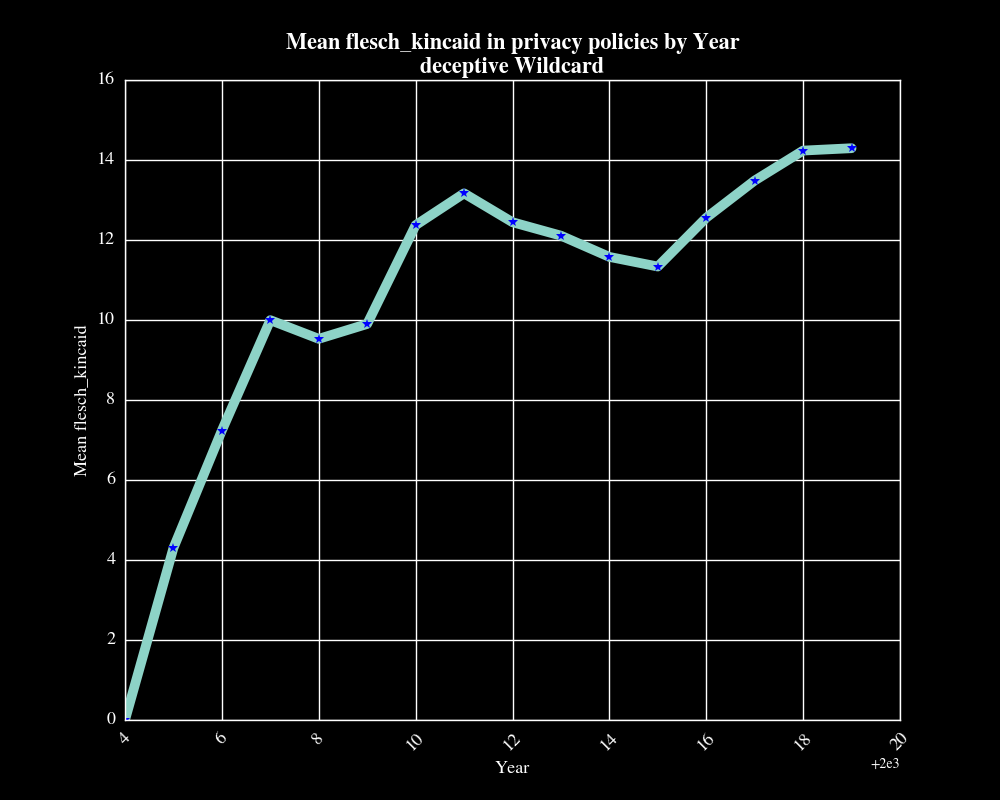 Mean flesch_kincaid in privacy policies by Year
deceptive Wildcard
16
14
12
10
8
6
4
2
0
Mean flesch_kincaid
4 6 8 10 12 14 16 18 20
Year
+2e3